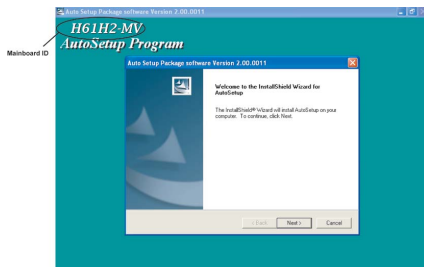 Auto Setup Package software Version 2.00.0011
H61H2-MV
AutoSetup Program
Mainboard ID
Auto Setup Package software Version 2.00.0011
Welcome to the InstallShield Wizard for
AutoSetup
The InstallShield® Wizard will install AutoSetup on your
computer. To continue, click Next.
< Back
Next >
Cancel